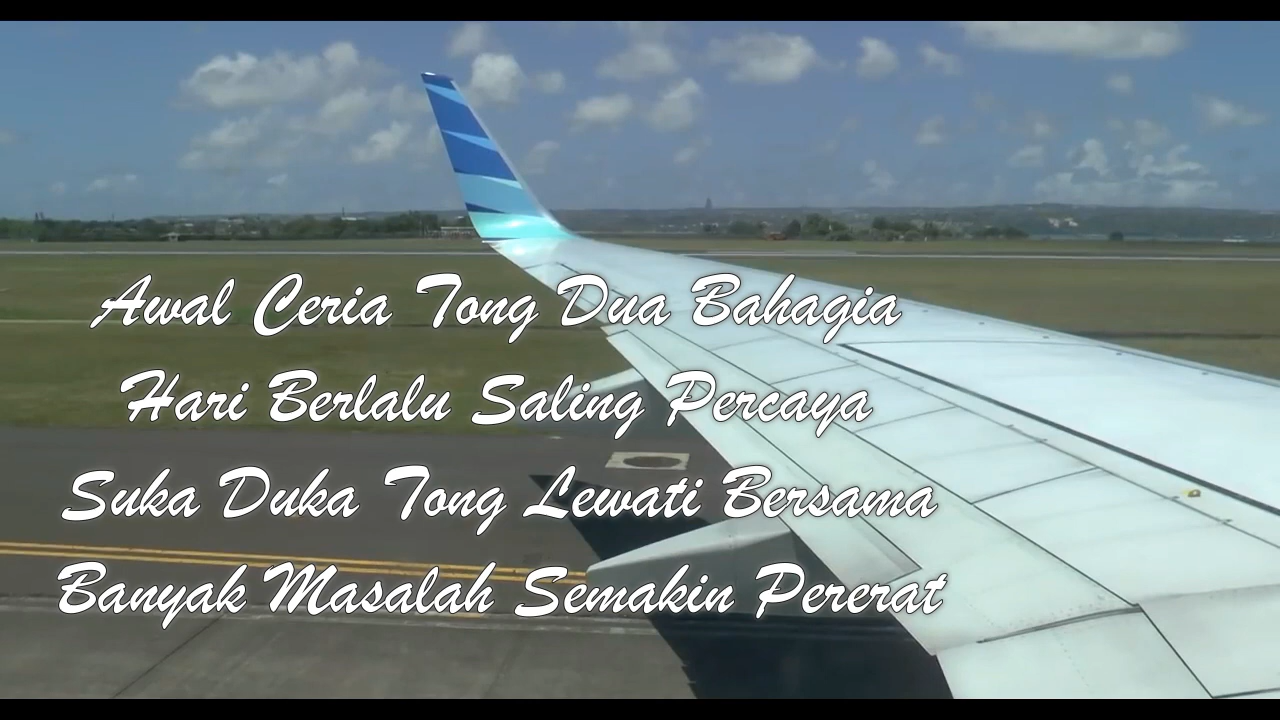 Awal Ceria Tong Dua Bahagia
Hari Berlalu Saling Percaya
Suka Duka Tong Lewati Bersama
Banyak Masalah Semakin Pererat